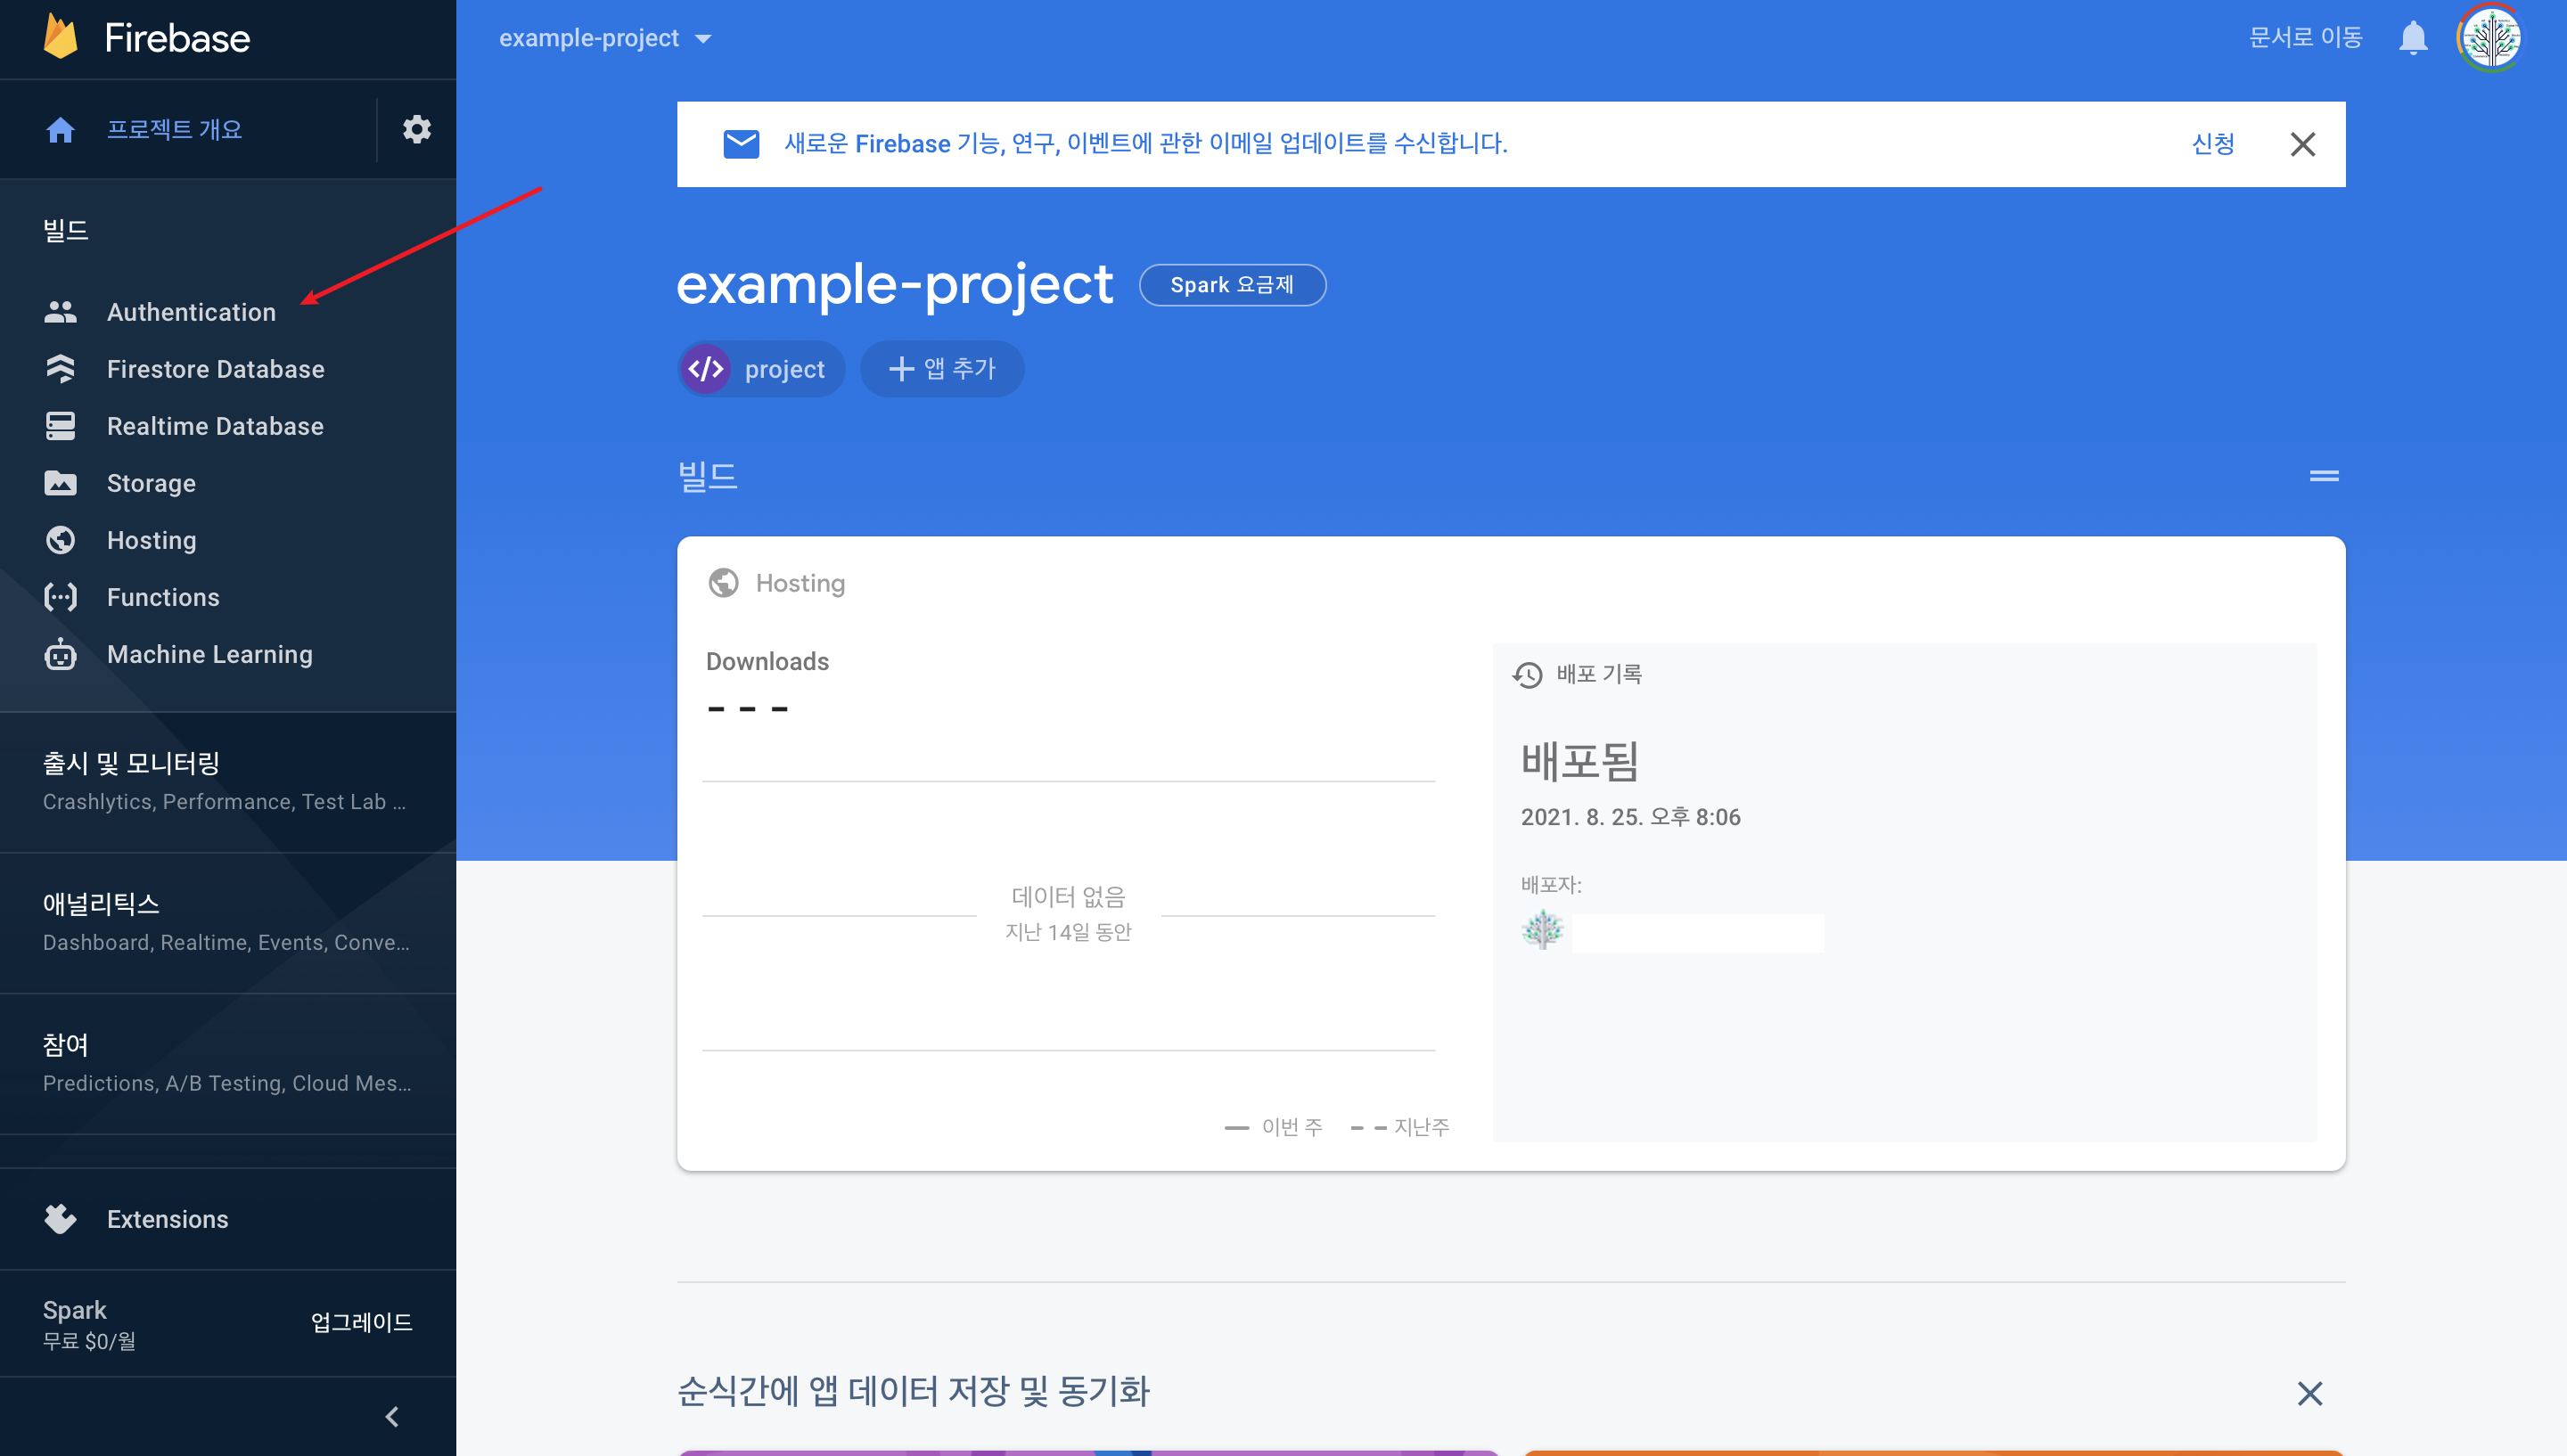 Firebase
프로젝트 개요
빌드
Authentication
Firestore Database
Realtime Database
Storage
Hosting
Functions
Machine Learning
출시 및 모니터링
Crashlytics, Performance, Test Lab ...
애널리틱스
Dashboard, Realtime, Events, Conve...
참여
Predictions, A/B Testing, Cloud Mes...
Extensions
Spark
무료 $0/월
업그레이드
example-project
문서로 이동
새로운 Firebase 기능, 연구, 이벤트에 관한 이메일 업데이트를 수신합니다.
신청
example-project
Spark 요금제
project
앱 추가
빌드
Hosting
Downloads
- - -
데이터 없음
지난 14일 동안
이번 주
지난주
배포 기록
배포됨
2021. 8. 25. 오후 8:06
배포자:
순식간에 앱 데이터 저장 및 동기화